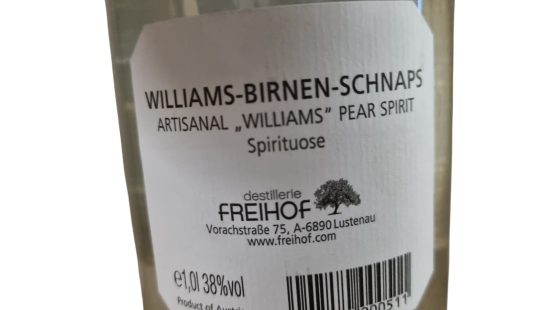 WILLIAMS-BIRNEN-SCHNAPS
ARTISANAL „WILLIAMS“ PEAR SPIRIT
Spirituose
destillerie
FREIHOF
Vorachstraße 75, A-6890 Lustenau
www.freihof.com
℮1,0l 38%vol
Product of
000511